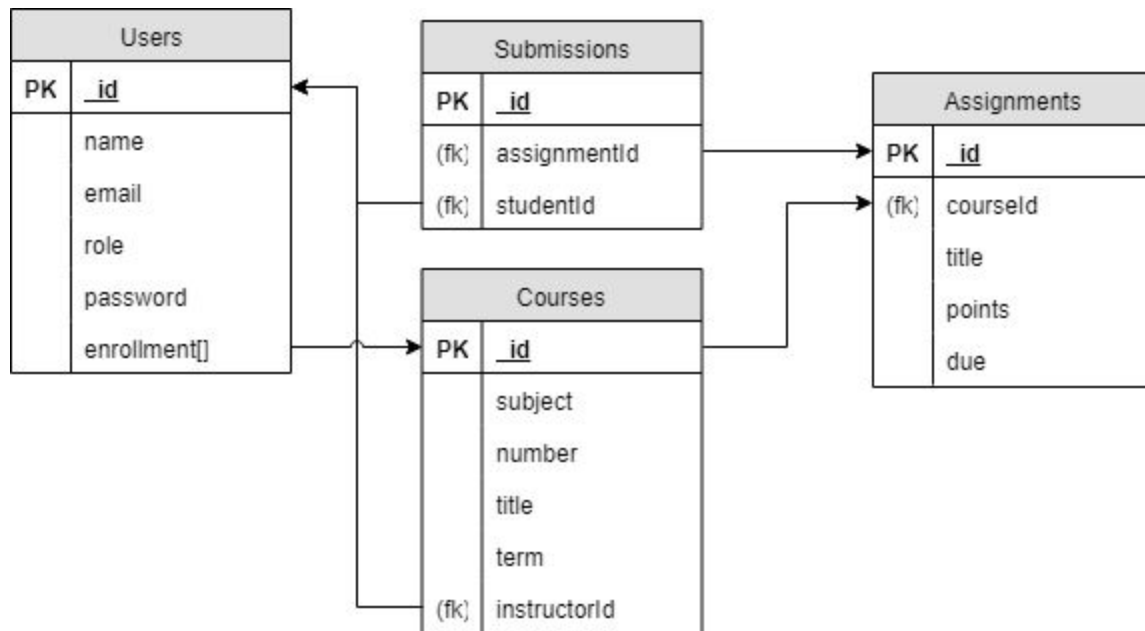 Users
PK _id
name
email
role
password
enrollment[]
Submissions
PK _id
(fk) assignmentId
(fk) studentId
Courses
PK _id
subject
number
title
term
(fk) instructorId
Assignments
PK _id
(fk) courseId
title
points
due